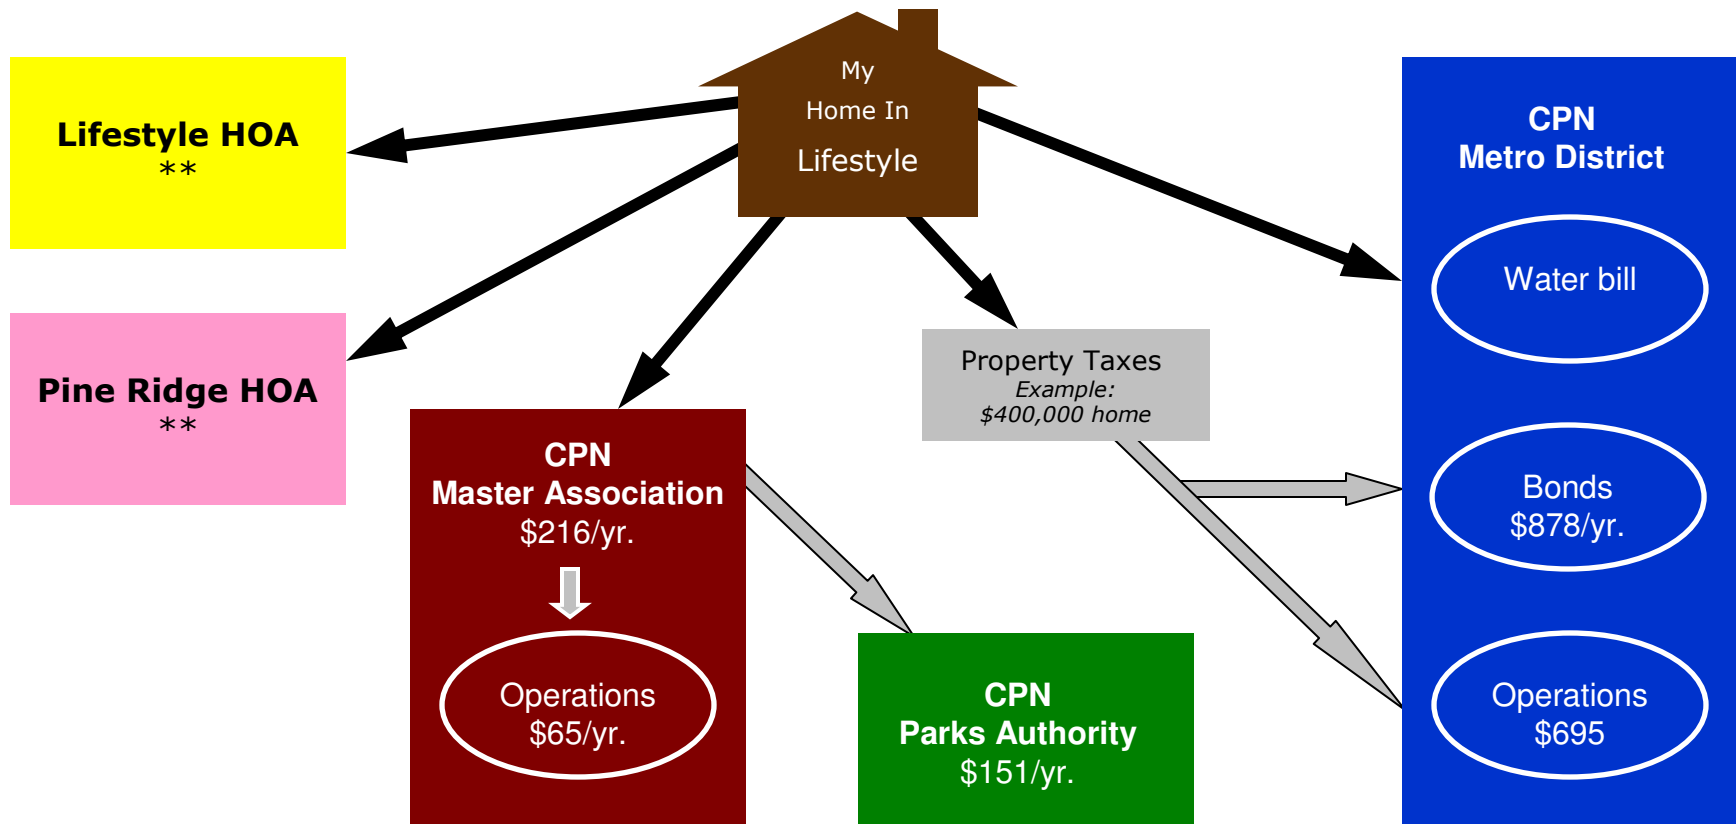 My
Home In
Lifestyle
Lifestyle HOA
**
Pine Ridge HOA
**
CPN
Master Association
$216/yr.
Operations
$65/yr.
CPN
Parks Authority
$151/yr.
Property Taxes
Example:
$400,000 home
CPN
Metro District
Water bill
Bonds
$878/yr.
Operations
$695